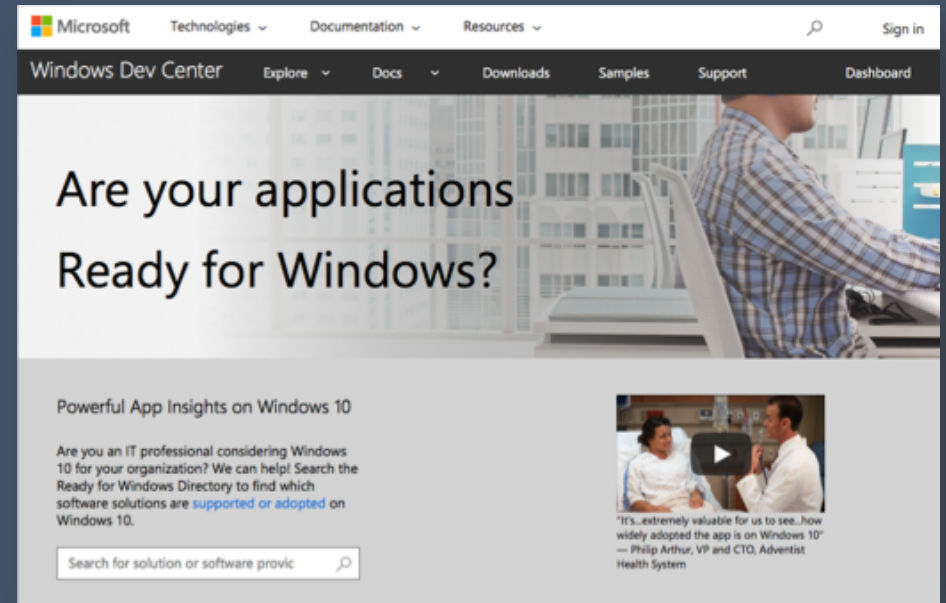 Microsoft Technologies Documentation Resources Sign in
Windows Dev Center Explore Docs Downloads Samples Support Dashboard
Are your applications
Ready for Windows?
Powerful App Insights on Windows 10
Are you an IT professional considering Windows
10 for your organization? We can help! Search the
Ready for Windows Directory to find which
software solutions are supported or adopted on
Windows 10.
Search for solution or software provic
"It's...extremely valuable for us to see...how
widely adopted the app is on Windows 10"
— Philip Arthur, VP and CTO, Adventist
Health System